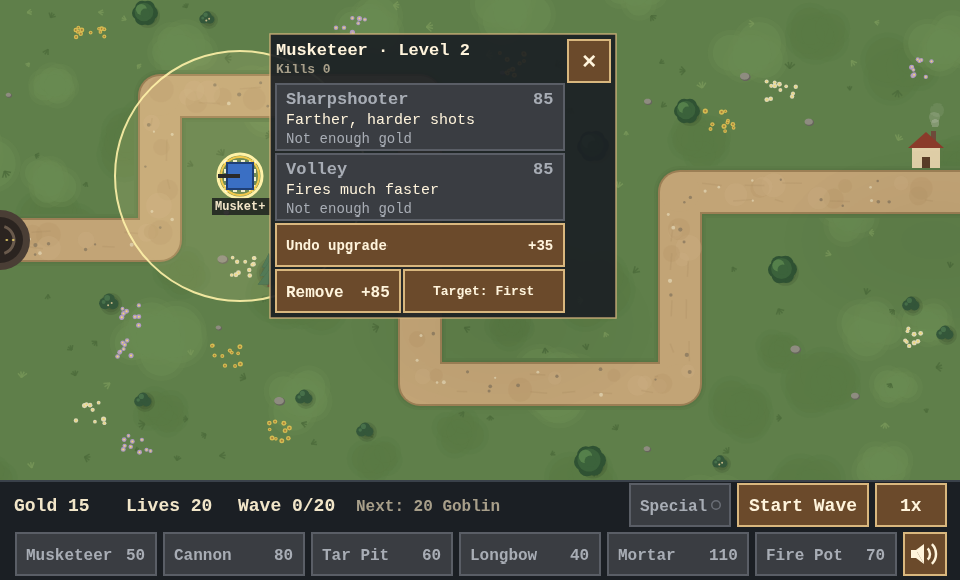 Musketeer · Level 2
Kills 0
×
Sharpshooter 85
Farther, harder shots
Not enough gold
Volley 85
Fires much faster
Not enough gold
Undo upgrade +35
Remove +85
Target: First
Musket+
Gold 15 Lives 20 Wave 0/20 Next: 20 Goblin
Special
Start Wave
1x
Musketeer 50
Cannon 80
Tar Pit 60
Longbow 40
Mortar 110
Fire Pot 70